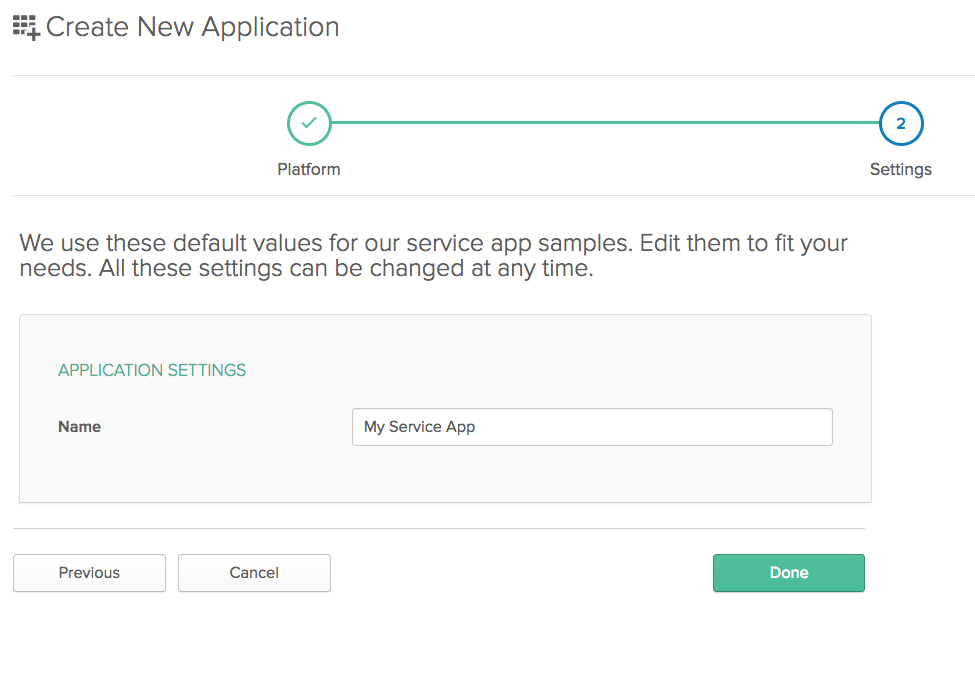 Create New Application
2
Platform
Settings
We use these default values for our service app samples. Edit them to fit your
needs. All these settings can be changed at any time.
APPLICATION SETTINGS
Name
My Service App
Previous
Cancel
Done